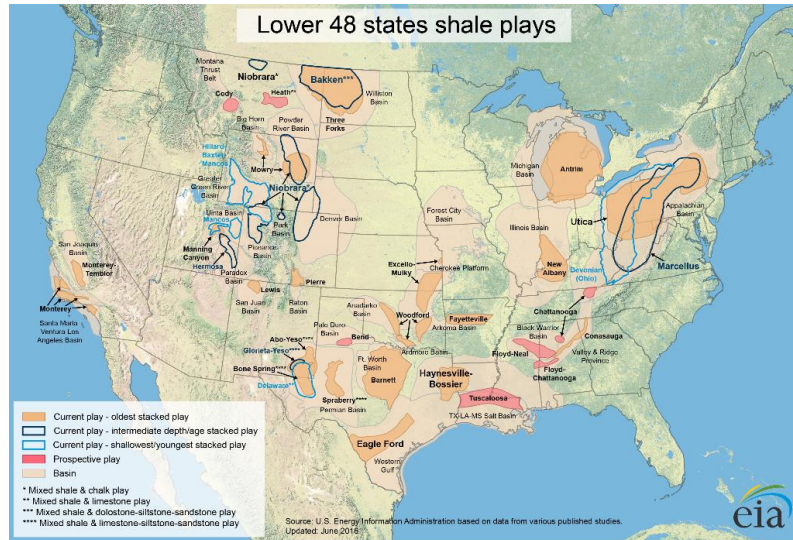 Lower 48 states shale plays
Montana
Thrust
Belt
Niobrara*
Bakken***
Cody
Heath**
Williston
Basin
Big Horn
Basin
Powder
River Basin
Three
Forks
Hilliard
Baxter
Mancos
Mowry
Greater
Green River
Basin
Niobrara*
Michigan
Basin
Antrim
Uinta Basin
Mancos
Park
Basin
Denver Basin
Forest City
Basin
Illinois Basin
Utica
Appalachian
Basin
San Joaquin
Basin
Monterey-
Temblor
Manning
Canyon
Piceance
Basin
Hermosa
Paradox
Basin
Pierre
Lewis
San Juan
Basin
Raton
Basin
Excello-
Mulky
Cherokee Platform
New
Albany
Devonian
(Ohio)
Marcellus
Monterey
Santa Maria
Ventura Los
Angeles Basin
Anadarko
Basin
Woodford
Fayetteville
Arkoma Basin
Chattanooga
Palo Duro
Basin
Bend
Ardmore Basin
Black Warrior
Basin
Conasauga
Abo-Yeso****
Glorieta-Yeso****
Bone Spring****
Delaware**
Ft. Worth
Basin
Barnett
Haynesville-
Bossier
Floyd-Neal
Valley & Ridge
Province
Floyd-
Chattanooga
Spraberry****
Permian Basin
Tuscaloosa
TX-LA-MS Salt Basin
Eagle Ford
Western
Gulf
Current play - oldest stacked play
Current play - intermediate depth/age stacked play
Current play - shallowest/youngest stacked play
Prospective play
Basin
* Mixed shale & chalk play
** Mixed shale & limestone play
*** Mixed shale & dolostone-siltstone-sandstone play
**** Mixed shale & limestone-siltstone-sandstone play
Source: U.S. Energy Information Administration based on data from various published studies.
Updated: June 2016
eia